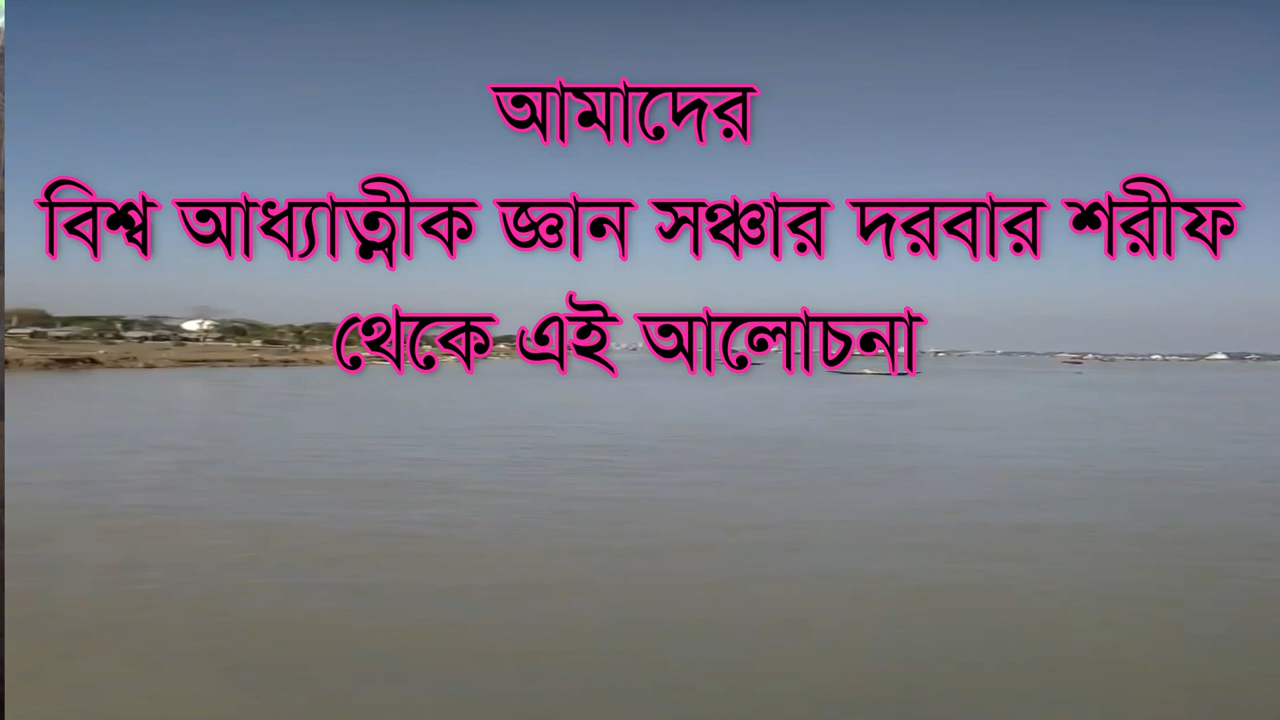 আমাদের
বিশ্ব আধ্যাত্নীক জ্ঞান সঞ্চার দরবার শরীফ
থেকে এই আলোচনা